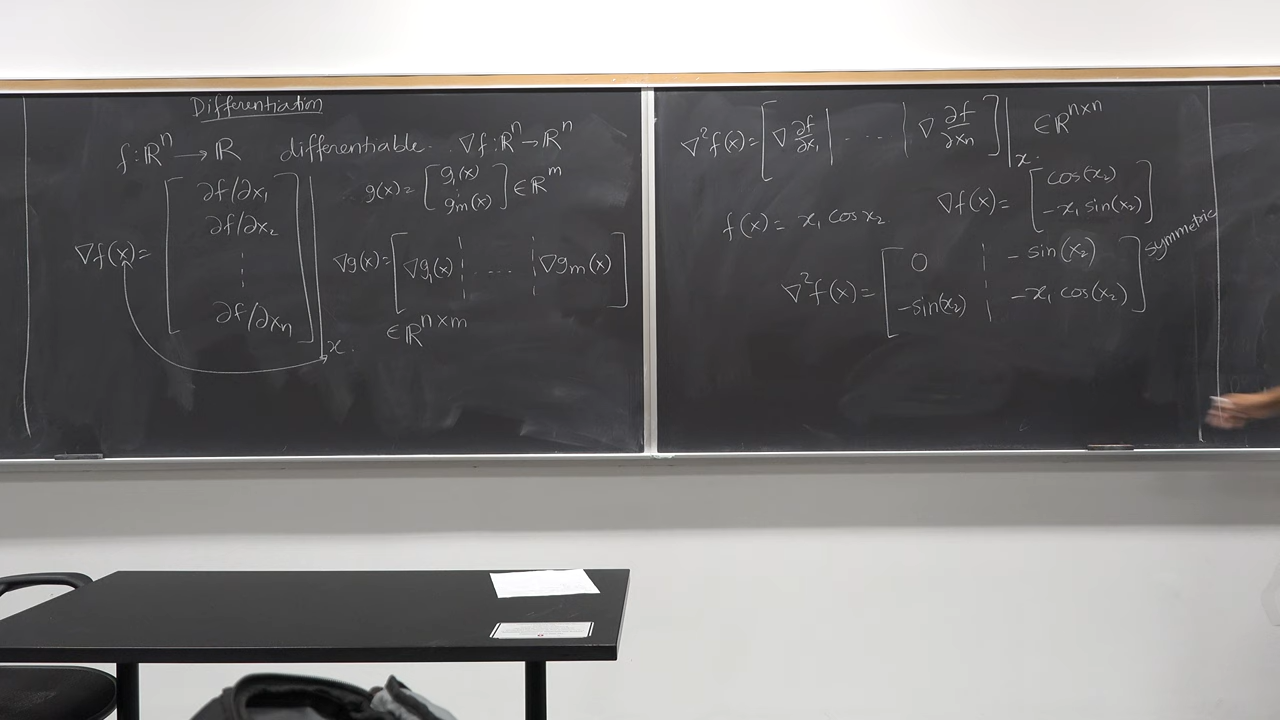 Differentiation
f : ℝⁿ → ℝ differentiable. ∇f : ℝⁿ → ℝⁿ
∇f(x) = [ ∂f/∂x₁
∂f/∂x₂
⋮
∂f/∂xₙ ] |ₓ.
g(x) = [ g₁(x)
⋮
gₘ(x) ] ∈ ℝᵐ
∇g(x) = [ ∇g₁(x) ¦ .... ¦ ∇gₘ(x) ]
∈ ℝⁿˣᵐ
∇²f(x) = [ ∇ ∂f/∂x₁ | .... | ∇ ∂f/∂xₙ ] |ₓ. ∈ ℝⁿˣⁿ
f(x) = x₁ cos x₂
∇f(x) = [ cos(x₂)
-x₁ sin(x₂) ]
∇²f(x) = [ 0 ¦ - sin(x₂)
-sin(x₂) ¦ -x₁ cos(x₂) ] symmetric